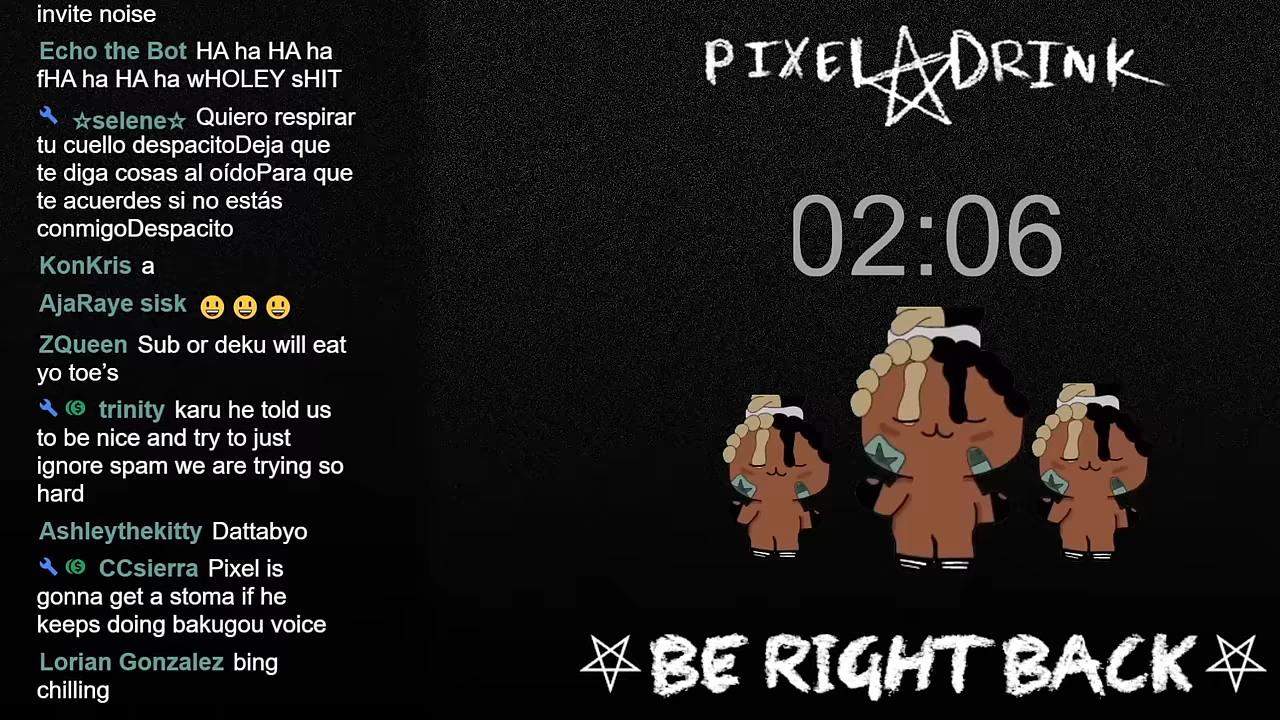 invite noise
Echo the Bot HA ha HA ha
fHA ha HA ha wHOLEY sHIT
☆selene☆ Quiero respirar
tu cuello despacitoDeja que
te diga cosas al oídoPara que
te acuerdes si no estás
conmigoDespacito
KonKris a
AjaRaye sisk 😃 😃 😃
ZQueen Sub or deku will eat
yo toe’s
trinity karu he told us
to be nice and try to just
ignore spam we are trying so
hard
Ashleythekitty Dattabyo
CCsierra Pixel is
gonna get a stoma if he
keeps doing bakugou voice
Lorian Gonzalez bing
chilling
PIXEL DRINK
02:06
BE RIGHT BACK